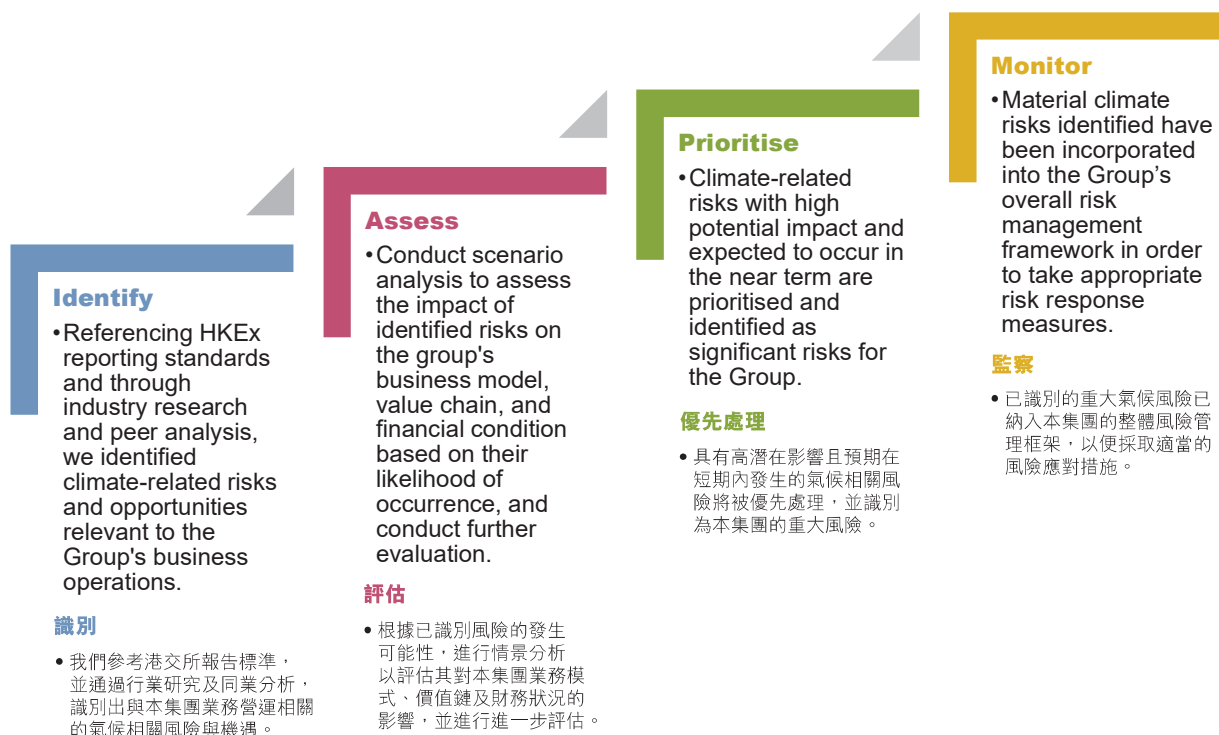 Identify
•Referencing HKEx
reporting standards
and through
industry research
and peer analysis,
we identified
climate-related risks
and opportunities
relevant to the
Group's business
operations.
識別
• 我們參考港交所報告標準，
並通過行業研究及同業分析，
識別出與本集團業務營運相關
的氣候相關風險與機遇。
Assess
•Conduct scenario
analysis to assess
the impact of
identified risks on
the group's
business model,
value chain, and
financial condition
based on their
likelihood of
occurrence, and
conduct further
evaluation.
評估
• 根據已識別風險的發生
可能性，進行情景分析
以評估其對本集團業務模
式、價值鏈及財務狀況的
影響，並進行進一步評估。
Prioritise
•Climate-related
risks with high
potential impact and
expected to occur in
the near term are
prioritised and
identified as
significant risks for
the Group.
優先處理
• 具有高潛在影響且預期在
短期內發生的氣候相關風
險將被優先處理，並識別
為本集團的重大風險。
Monitor
•Material climate
risks identified have
been incorporated
into the Group’s
overall risk
management
framework in order
to take appropriate
risk response
measures.
監察
• 已識別的重大氣候風險已
納入本集團的整體風險管
理框架，以便採取適當的
風險應對措施。